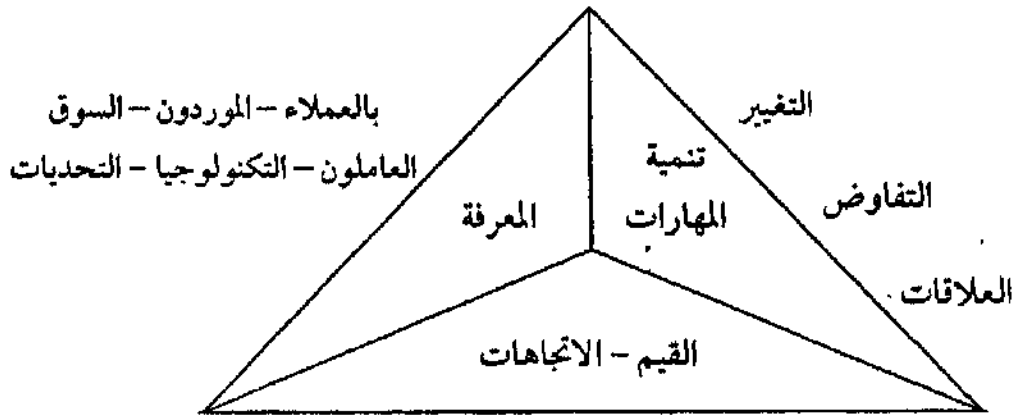 التغيير
التفاوض
العلاقات
تنمية
المهارات
المعرفة
بالعملاء – الموردون – السوق
العاملون – التكنولوجيا – التحديات
القيم – الاتجاهات